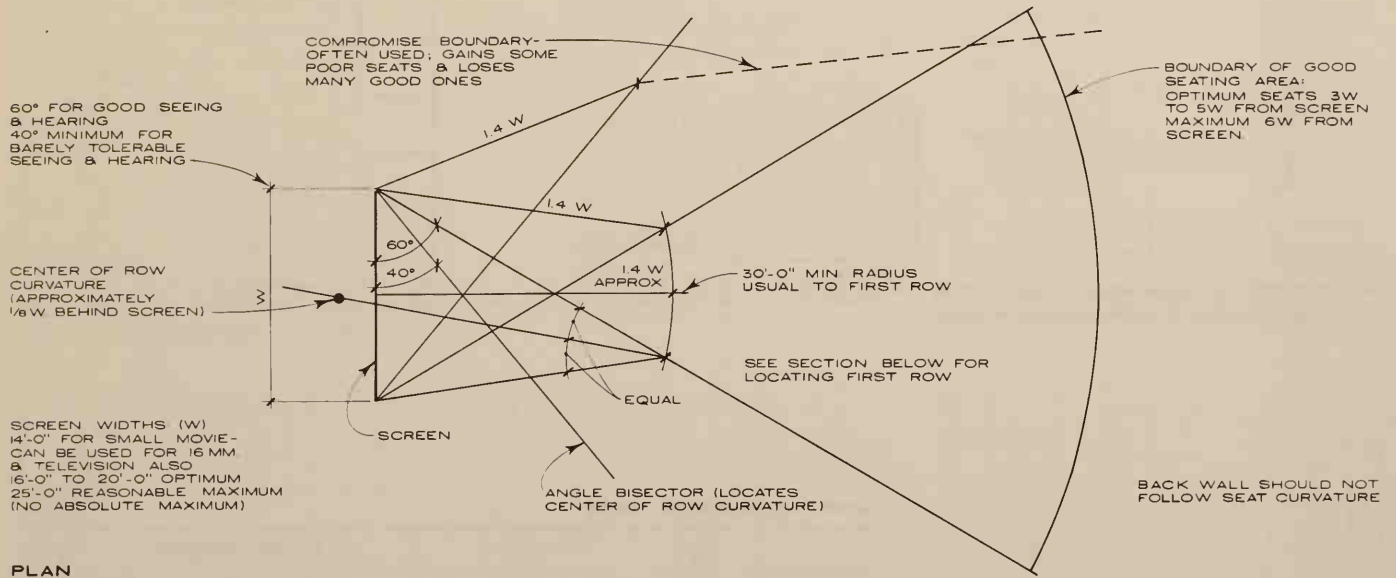 COMPROMISE BOUNDARY-
OFTEN USED; GAINS SOME
POOR SEATS & LOSES
MANY GOOD ONES
BOUNDARY OF GOOD
SEATING AREA:
OPTIMUM SEATS 3W
TO 5W FROM SCREEN
MAXIMUM 6W FROM
SCREEN
60° FOR GOOD SEEING
& HEARING
40° MINIMUM FOR
BARELY TOLERABLE
SEEING & HEARING
1.4 W
1.4 W
60°
40°
1.4 W
APPROX
30'-0" MIN RADIUS
USUAL TO FIRST ROW
CENTER OF ROW
CURVATURE
(APPROXIMATELY
1/8 W BEHIND SCREEN)
W
SEE SECTION BELOW FOR
LOCATING FIRST ROW
EQUAL
SCREEN
SCREEN WIDTHS (W)
14'-0" FOR SMALL MOVIE-
CAN BE USED FOR 16 MM
& TELEVISION ALSO
16'-0" TO 20'-0" OPTIMUM
25'-0" REASONABLE MAXIMUM
(NO ABSOLUTE MAXIMUM)
ANGLE BISECTOR (LOCATES
CENTER OF ROW CURVATURE)
BACK WALL SHOULD NOT
FOLLOW SEAT CURVATURE
PLAN